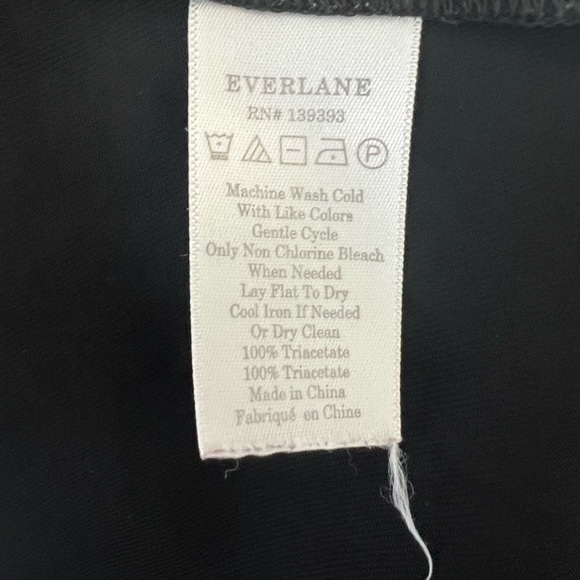 EVERLANE
RN# 139393
P
Machine Wash Cold
With Like Colors
Gentle Cycle
Only Non Chlorine Bleach
When Needed
Lay Flat To Dry
Cool Iron If Needed
Or Dry Clean
100% Triacetate
100% Triacetate
Made in China
Fabriqué en Chine